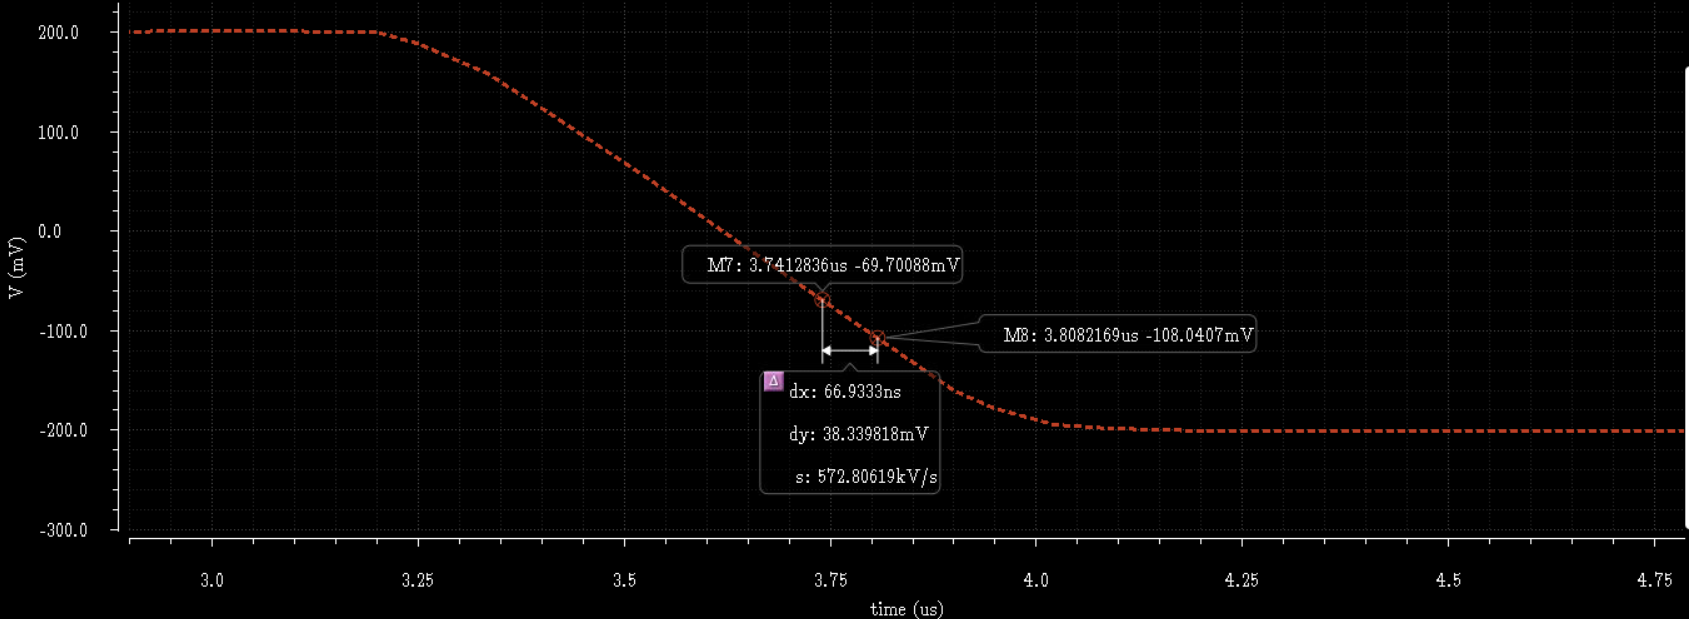 200.0
100.0
0.0
-100.0
-200.0
-300.0
V (mV)
M7: 3.7412836us -69.70088mV
M8: 3.8082169us -108.0407mV
Δ
dx: 66.9333ns
dy: 38.339818mV
s: 572.80619kV/s
3.0 3.25 3.5 3.75 4.0 4.25 4.5 4.75
time (us)